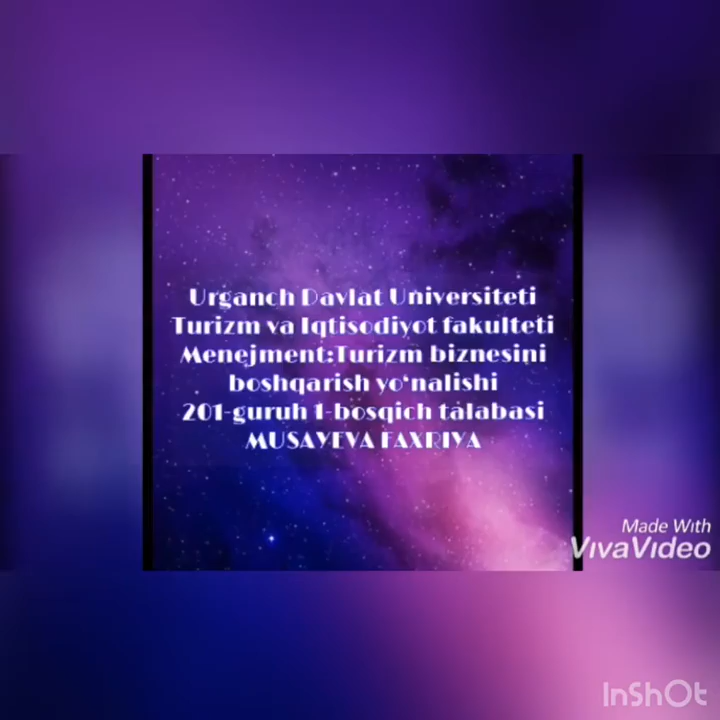 Urganch Davlat Universiteti
Turizm va Iqtisodiyot fakulteti
Menejment:Turizm biznesini
boshqarish yo‘nalishi
201-guruh 1-bosqich talabasi
MUSAYEVA FAXRIYA
Made With
VivaVideo
InShOt